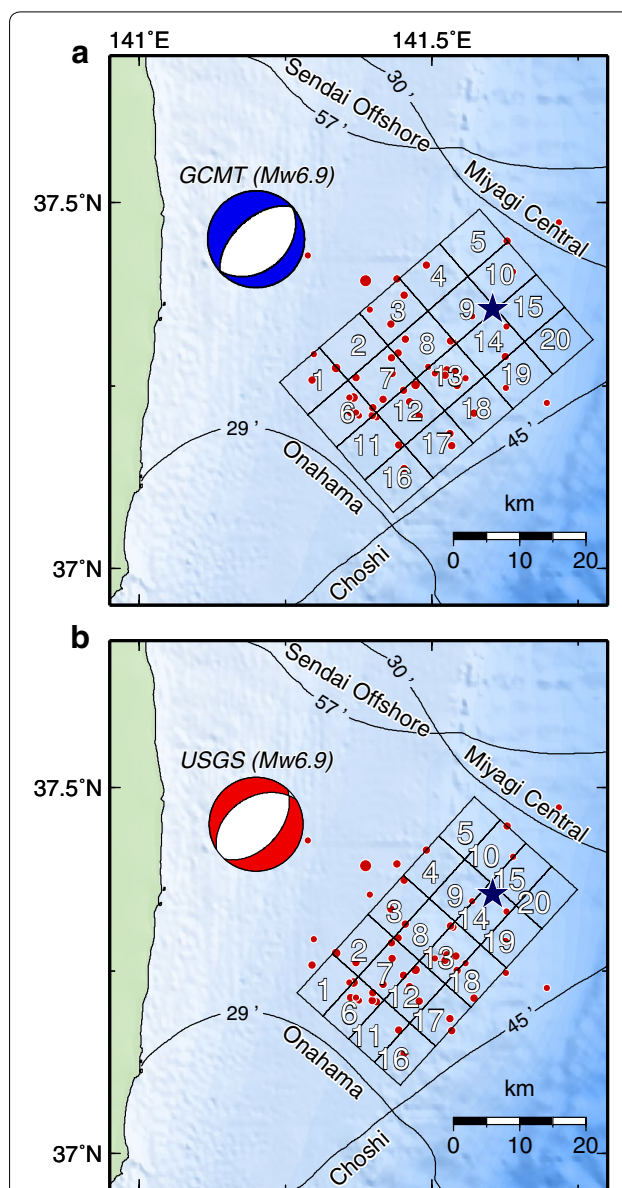 a
141°E
141.5°E
Sendai Offshore
30 '
57 '
Miyagi Central
GCMT (Mw6.9)
37.5°N
5
4
10
3
9
15
2
8
14
20
1
7
13
19
6
12
18
11
17
16
29 '
Onahama
45 '
Choshi
km
0
10
20
37°N
b
Sendai Offshore
30 '
57 '
Miyagi Central
USGS (Mw6.9)
37.5°N
5
10
4
15
9
20
3
14
8
19
2
13
7
18
1
12
6
17
11
16
29 '
Onahama
45 '
Choshi
km
0
10
20
37°N